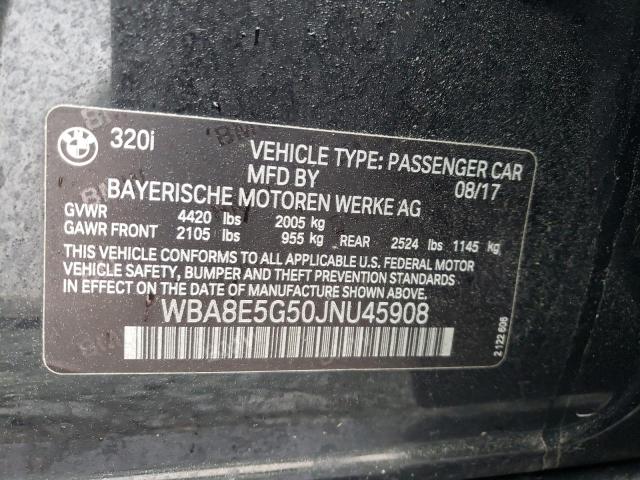 BMW 320i
VEHICLE TYPE: PASSENGER CAR
MFD BY 08/17
BAYERISCHE MOTOREN WERKE AG
GVWR 4420 lbs 2005 kg
GAWR FRONT 2105 lbs 955 kg REAR 2524 lbs 1145 kg
THIS VEHICLE CONFORMS TO ALL APPLICABLE U.S. FEDERAL MOTOR
VEHICLE SAFETY, BUMPER AND THEFT PREVENTION STANDARDS
IN EFFECT ON THE DATE OF MANUFACTURE SHOWN ABOVE.
WBA8E5G50JNU45908
2 122 606